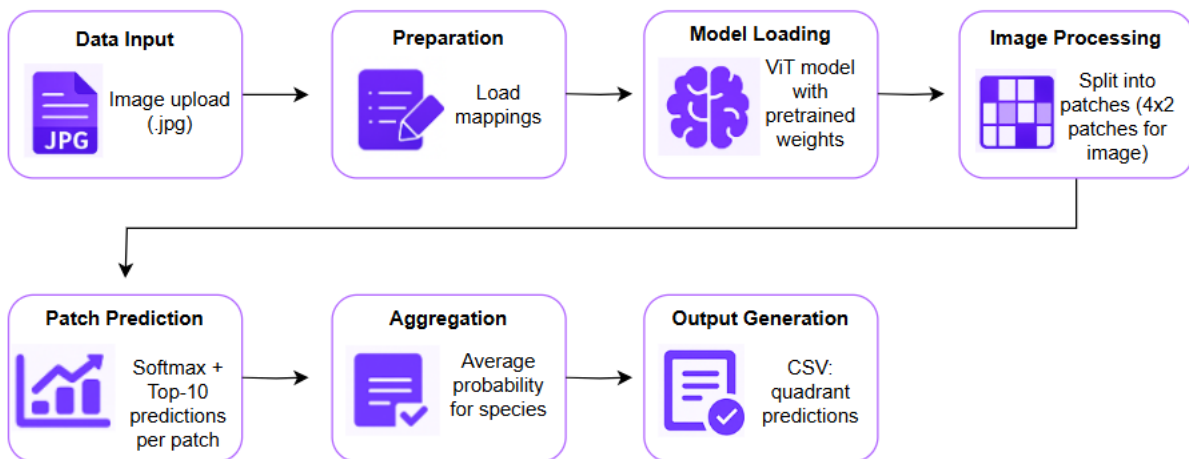 Data Input
Image upload
(.jpg)
JPG
Preparation
Load
mappings
Model Loading
ViT model
with
pretrained
weights
Image Processing
Split into
patches (4x2
patches for
image)
Patch Prediction
Softmax +
Top-10
predictions
per patch
Aggregation
Average
probability
for species
Output Generation
CSV:
quadrant
predictions